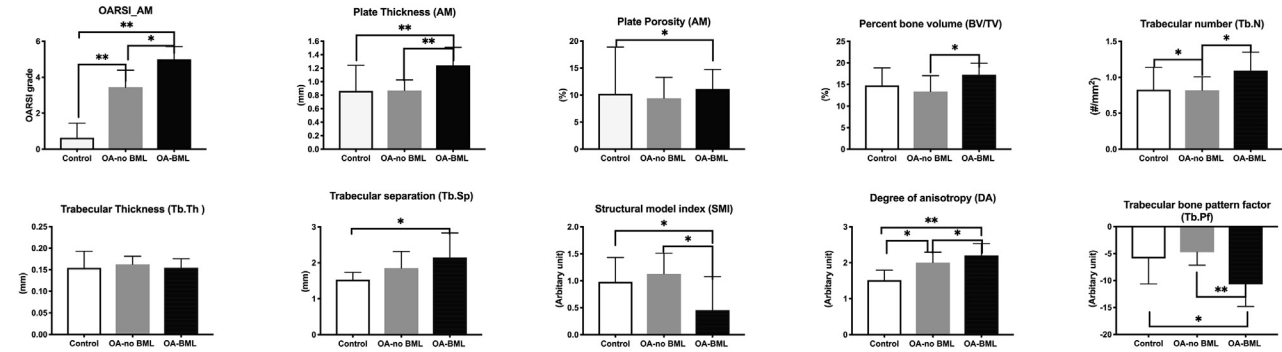 OARSI_AM
**
**
*
OARSI grade
6
4
2
0
Control OA-no BML OA-BML
Plate Thickness (AM)
**
**
(mm)
1.6
1.4
1.2
1.0
0.8
0.6
0.4
0.2
0.0
Control OA-no BML OA-BML
Plate Porosity (AM)
*
(%)
20
15
10
5
0
Control OA-no BML OA-BML
Percent bone volume (BV/TV)
*
(%)
25
20
15
10
5
0
Control OA-no BML OA-BML
Trabecular number (Tb.N)
*
*
(#/mm²)
1.5
1.0
0.5
0.0
Control OA-no BML OA-BML
Trabecular Thickness (Tb.Th )
(mm)
0.25
0.20
0.15
0.10
0.05
0.00
Control OA-no BML OA-BML
Trabecular separation (Tb.Sp)
*
(mm)
3
2
1
0
Control OA-no BML OA-BML
Structural model index (SMI)
*
*
(Arbitary unit)
2.0
1.5
1.0
0.5
0.0
Control OA-no BML OA-BML
Degree of anisotropy (DA)
**
*
*
(Arbitary unit)
3
2
1
0
Control OA-no BML OA-BML
Trabecular bone pattern factor
(Tb.Pf)
(Arbitary unit)
0
-5
-10
-15
-20
**
*
Control OA-no BML OA-BML